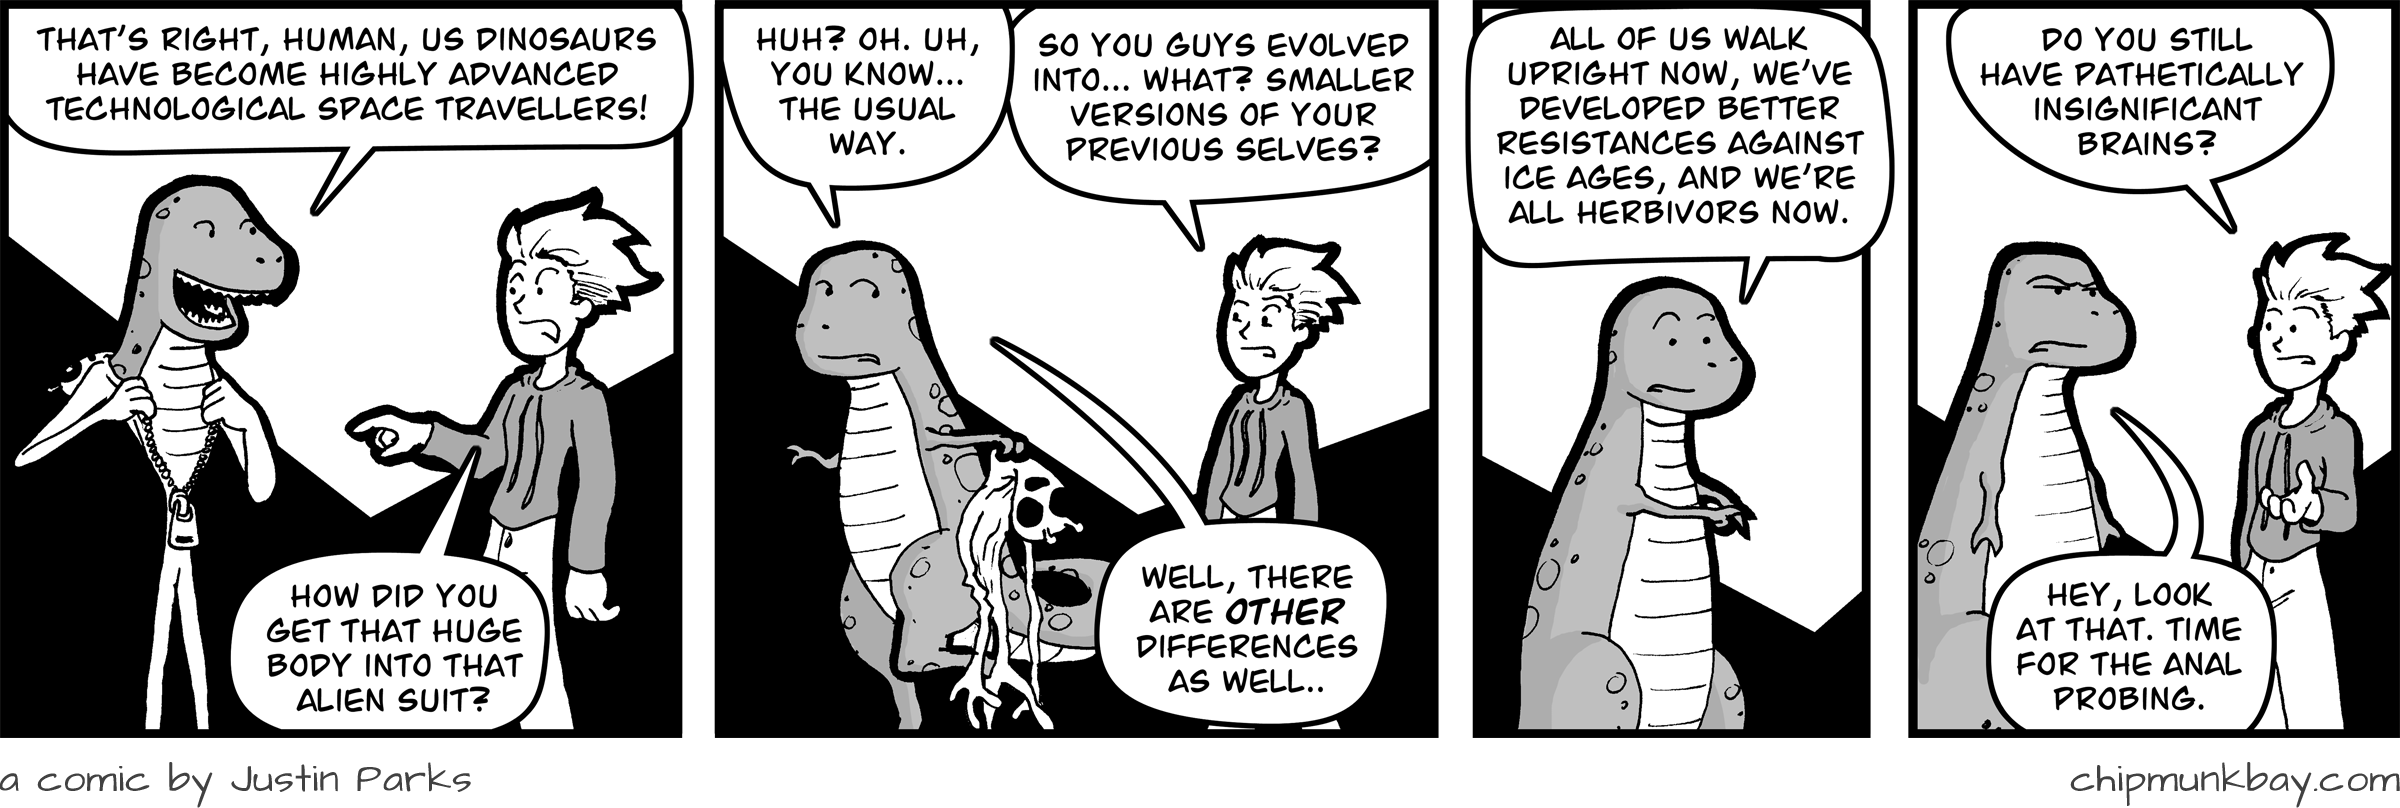 THAT'S RIGHT, HUMAN, US DINOSAURS
HAVE BECOME HIGHLY ADVANCED
TECHNOLOGICAL SPACE TRAVELLERS!
HOW DID YOU
GET THAT HUGE
BODY INTO THAT
ALIEN SUIT?
HUH? OH. UH,
YOU KNOW...
THE USUAL
WAY.
SO YOU GUYS EVOLVED
INTO... WHAT? SMALLER
VERSIONS OF YOUR
PREVIOUS SELVES?
WELL, THERE
ARE OTHER
DIFFERENCES
AS WELL..
ALL OF US WALK
UPRIGHT NOW, WE'VE
DEVELOPED BETTER
RESISTANCES AGAINST
ICE AGES, AND WE'RE
ALL HERBIVORS NOW.
DO YOU STILL
HAVE PATHETICALLY
INSIGNIFICANT
BRAINS?
HEY, LOOK
AT THAT. TIME
FOR THE ANAL
PROBING.
a comic by Justin Parks
chipmunkbay.com